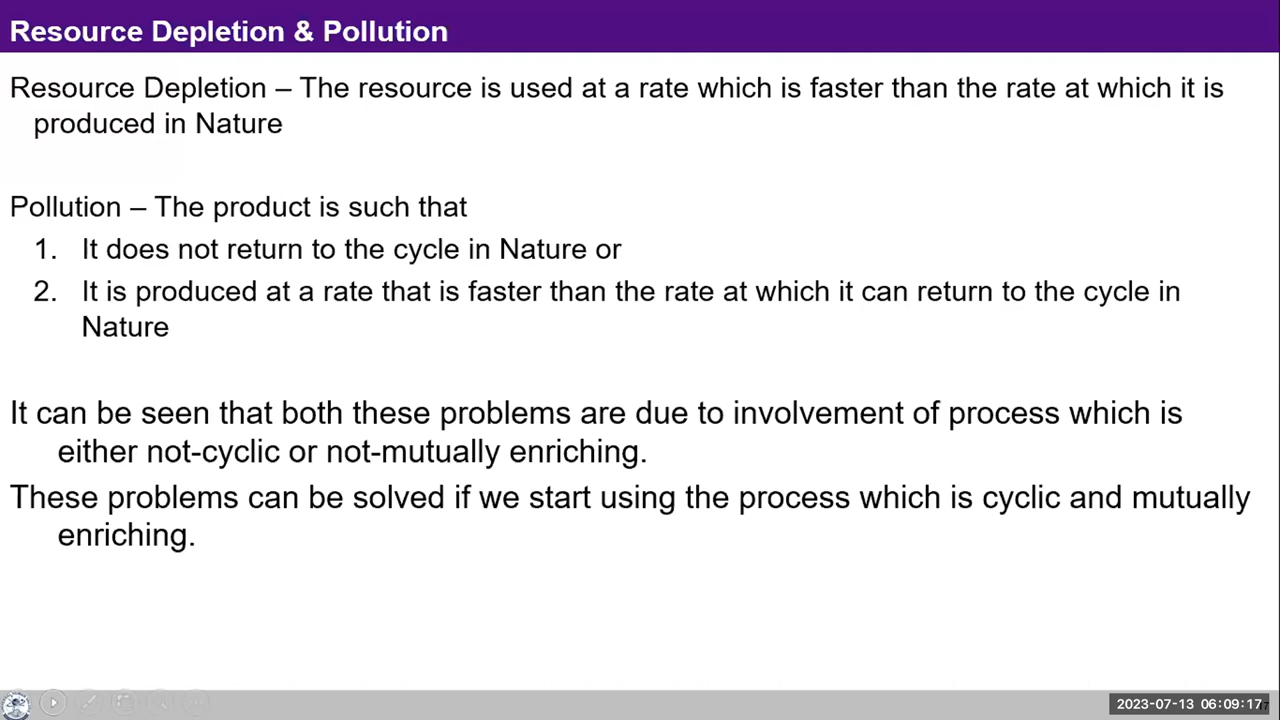 Resource Depletion & Pollution
Resource Depletion – The resource is used at a rate which is faster than the rate at which it is
produced in Nature
Pollution – The product is such that
1. It does not return to the cycle in Nature or
2. It is produced at a rate that is faster than the rate at which it can return to the cycle in
Nature
It can be seen that both these problems are due to involvement of process which is
either not-cyclic or not-mutually enriching.
These problems can be solved if we start using the process which is cyclic and mutually
enriching.
2023-07-13 06:09:17